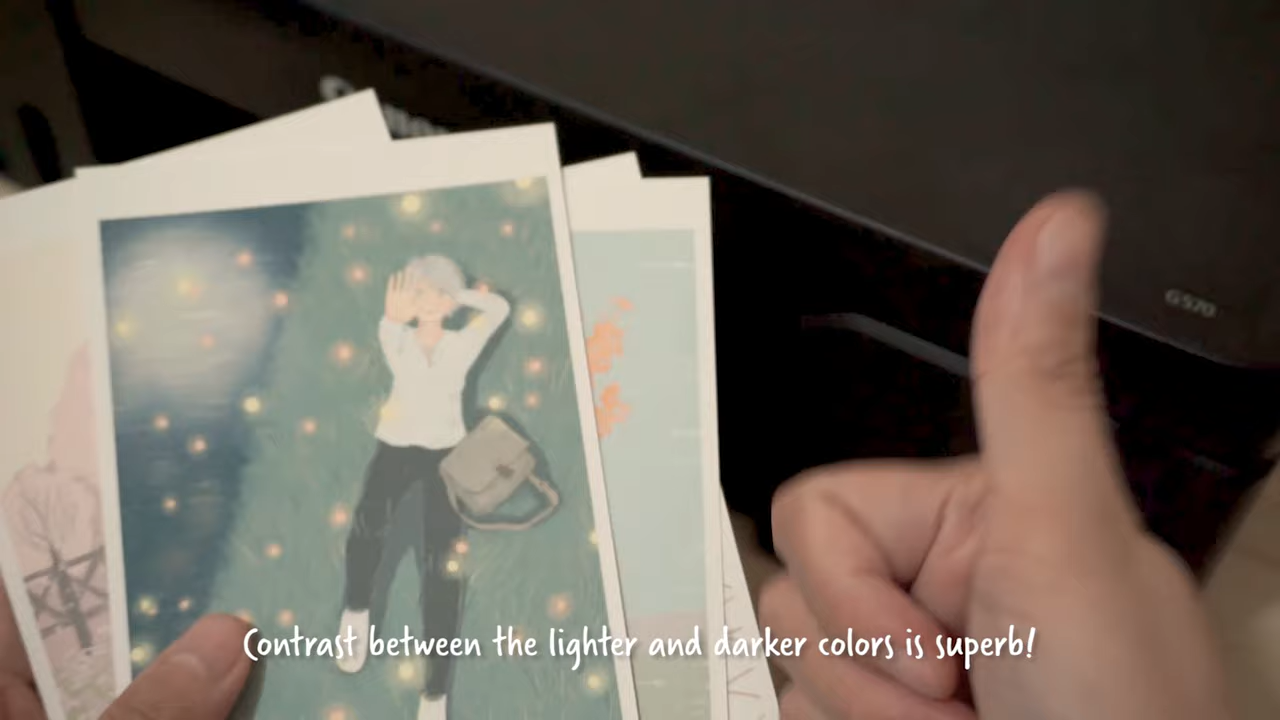 G570
Contrast between the lighter and darker colors is superb!